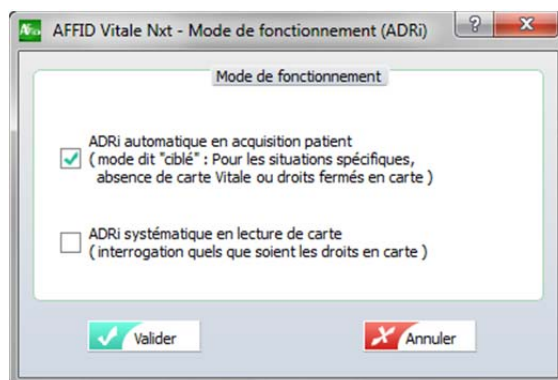 AFFID Vitale Nxt - Mode de fonctionnement (ADRi)
?
Mode de fonctionnement
ADRi automatique en acquisition patient
( mode dit "ciblé" : Pour les situations spécifiques,
absence de carte Vitale ou droits fermés en carte )
ADRi systématique en lecture de carte
( interrogation quels que soient les droits en carte )
Valider
Annuler